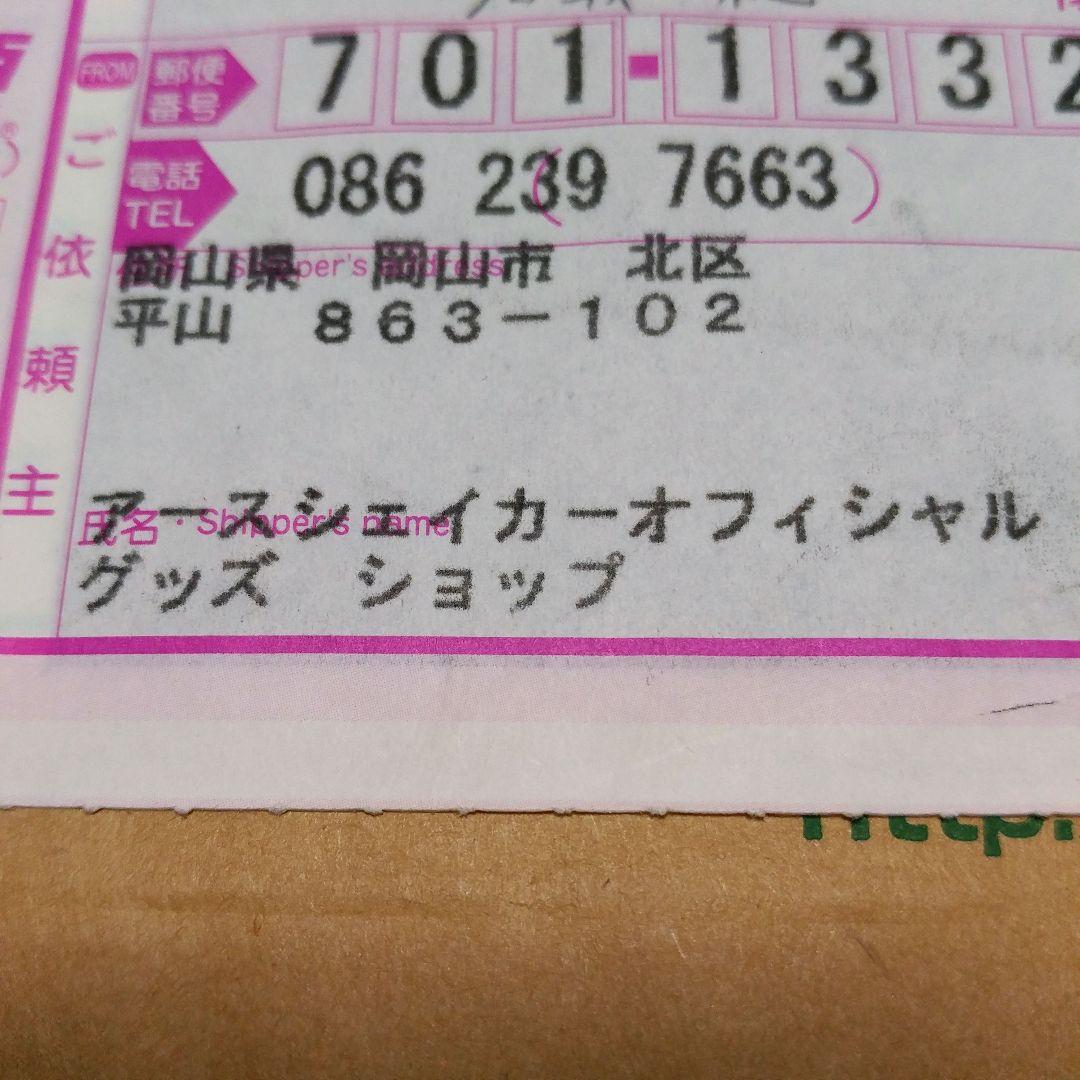 FROM 郵便番号 701-1332
電話 TEL 086 239 7663
ご依頼主
Shipper's address
岡山県 岡山市 北区
平山 863-102
氏名・Shipper's name
アースシェイカーオフィシャル
グッズ ショップ
http: